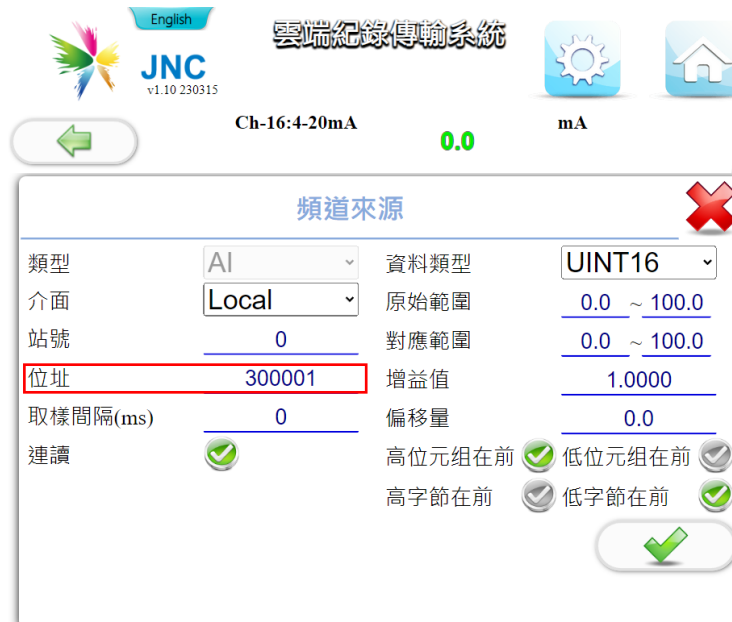 English
雲端紀錄傳輸系統
JNC
v1.10 230315
Ch-16:4-20mA
0.0
mA
頻道來源
類型 AI 資料類型 UINT16
介面 Local 原始範圍 0.0 ~ 100.0
站號 0 對應範圍 0.0 ~ 100.0
位址 300001 增益值 1.0000
取樣間隔(ms) 0 偏移量 0.0
連讀 高位元组在前 低位元组在前
高字節在前 低字節在前